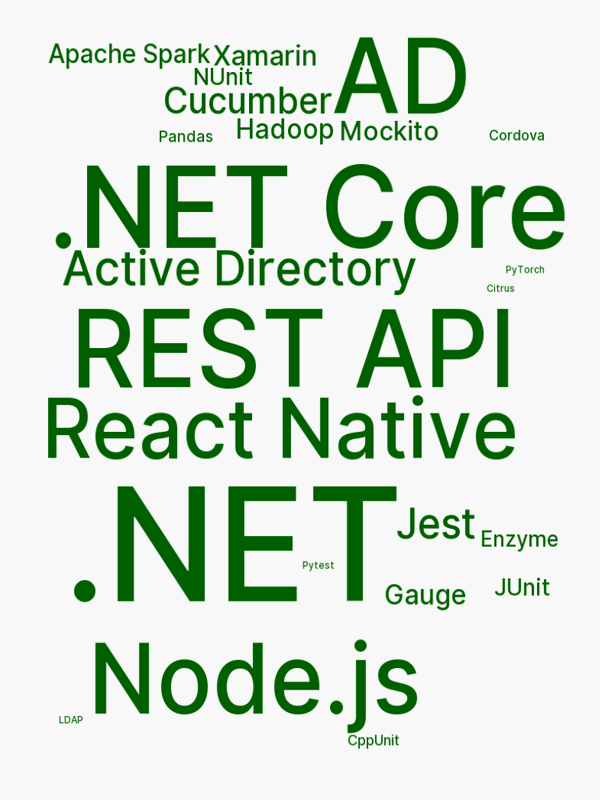 Apache Spark
Xamarin
AD
NUnit
Cucumber
Pandas
Hadoop
Mockito
Cordova
.NET Core
Active Directory
PyTorch
Citrus
REST API
React Native
.NET
Jest
Enzyme
Pytest
Gauge
JUnit
Node.js
LDAP
CppUnit